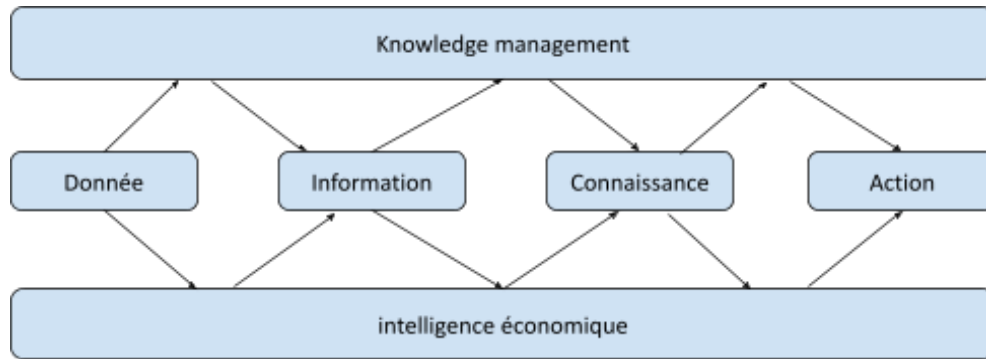 Knowledge management
Donnée
Information
Connaissance
Action
intelligence économique